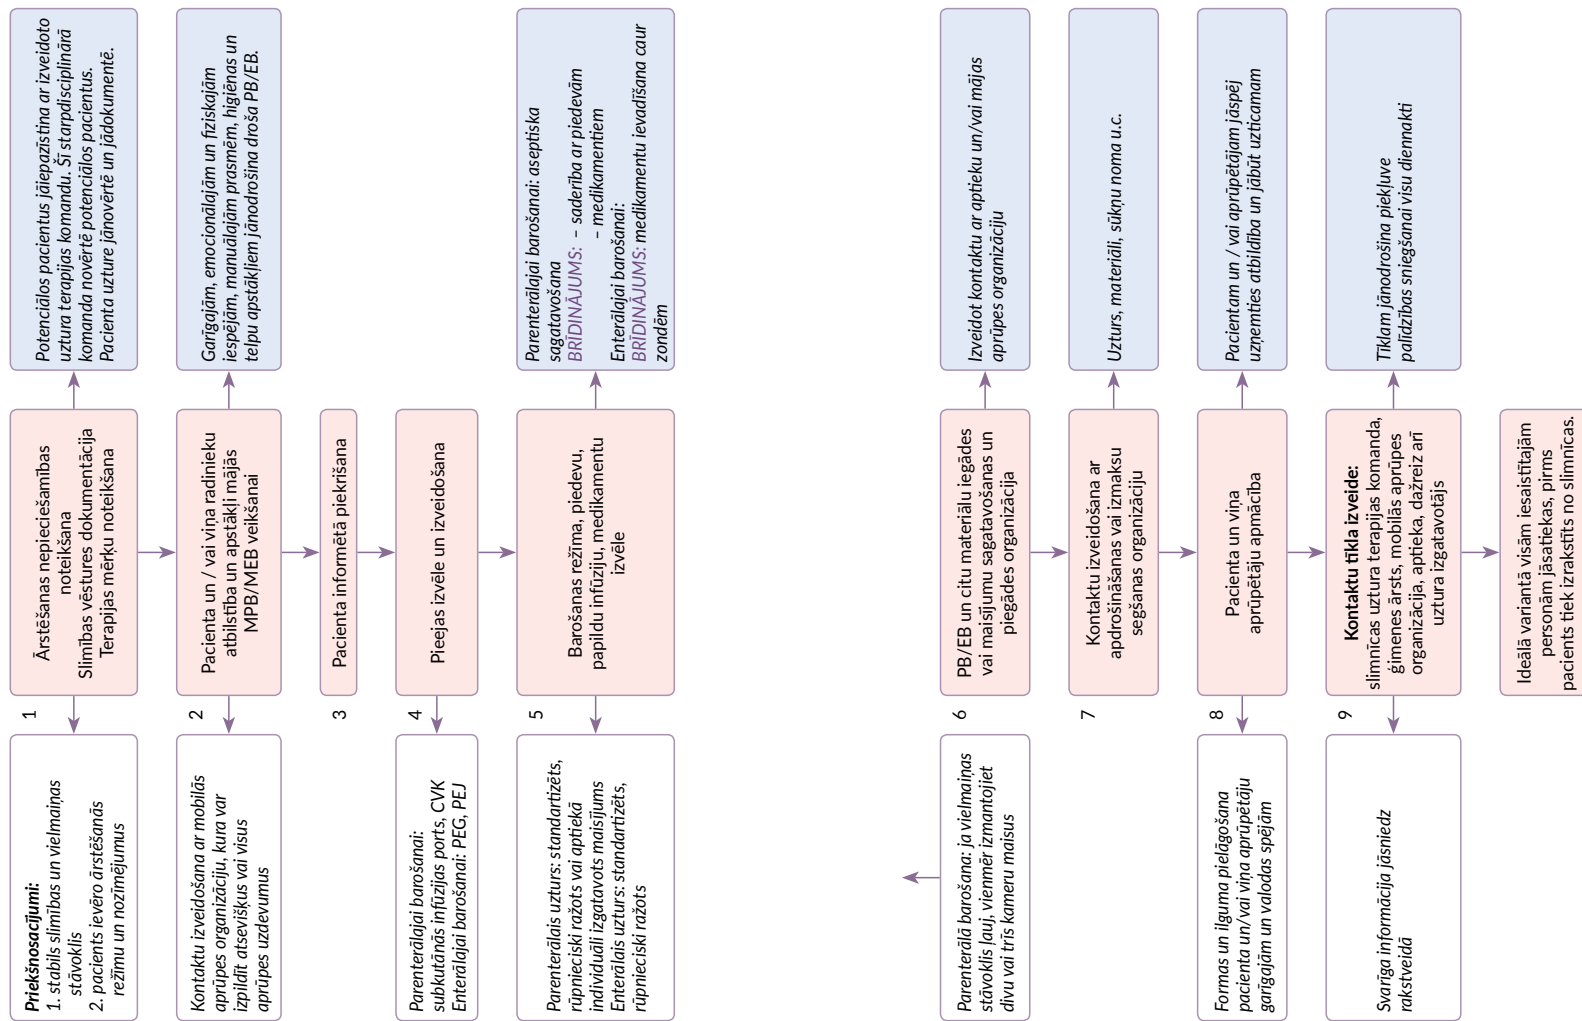 Priekšnosacījumi:
1. stabils slimības un vielmaiņas
stāvoklis
2. pacients ievēro ārstēšanās
režīmu un nozīmējumus
1
Ārstēšanas nepieciešamības
noteikšana
Slimības vēstures dokumentācija
Terapijas mērķu noteikšana
Potenciālos pacientus jāiepazīstina ar izveidoto
uztura terapijas komandu. Šī starpdisciplinārā
komanda novērtē potenciālos pacientus.
Pacienta uzture jānovērtē un jādokumentē.
Kontaktu izveidošana ar mobilās
aprūpes organizāciju, kura var
izpildīt atsevišķus vai visus
aprūpes uzdevumus
2
Pacienta un / vai viņa radinieku
atbilstība un apstākļi mājās
MPB/MEB veikšanai
Garīgajām, emocionālajām un fiziskajām
iespējām, manuālajām prasmēm, higiēnas un
telpu apstākļiem jānodrošina droša PB/EB.
3
Pacienta informētā piekrišana
Parenterālajai barošanai:
subkutānās infūzijas ports, CVK
Enterālajai barošanai: PEG, PEJ
4
Pieejas izvēle un izveidošana
Parenterālais uzturs: standartizēts,
rūpnieciski ražots vai aptiekā
individuāli izgatavots maisījums
Enterālais uzturs: standartizēts,
rūpnieciski ražots
5
Barošanas režīma, piedevu,
papildu infūziju, medikamentu
izvēle
Parenterālajai barošanai: aseptiska
sagatavošana
BRĪDINĀJUMS: – saderība ar piedevām
– medikamentiem
Enterālajai barošanai:
BRĪDINĀJUMS: medikamentu ievadīšana caur
zondēm
Parenterālā barošana: ja vielmaiņas
stāvoklis ļauj, vienmēr izmantojiet
divu vai trīs kameru maisus
6
PB/EB un citu materiālu iegādes
vai maisījumu sagatavošanas un
piegādes organizācija
Izveidot kontaktu ar aptieku un/vai mājas
aprūpes organizāciju
7
Kontaktu izveidošana ar
apdrošināšanas vai izmaksu
segšanas organizāciju
Uzturs, materiāli, sūkņu noma u.c.
Formas un ilguma pielāgošana
pacienta un/vai viņa aprūpētāju
garīgajām un valodas spējām
8
Pacienta un viņa
aprūpētāju apmācība
Pacientam un / vai aprūpētājam jāspēj
uzņemties atbildība un jābūt uzticamam
Svarīga informācija jāsniedz
rakstveidā
9
Kontaktu tīkla izveide:
slimnīcas uztura terapijas komanda,
ģimenes ārsts, mobilās aprūpes
organizācija, aptieka, dažreiz arī
uztura izgatavotājs
Tīklam jānodrošina piekļuve
palīdzības sniegšanai visu diennakti
Ideālā variantā visām iesaistītajām
personām jāsatiekas, pirms
pacients tiek izrakstīts no slimnīcas.